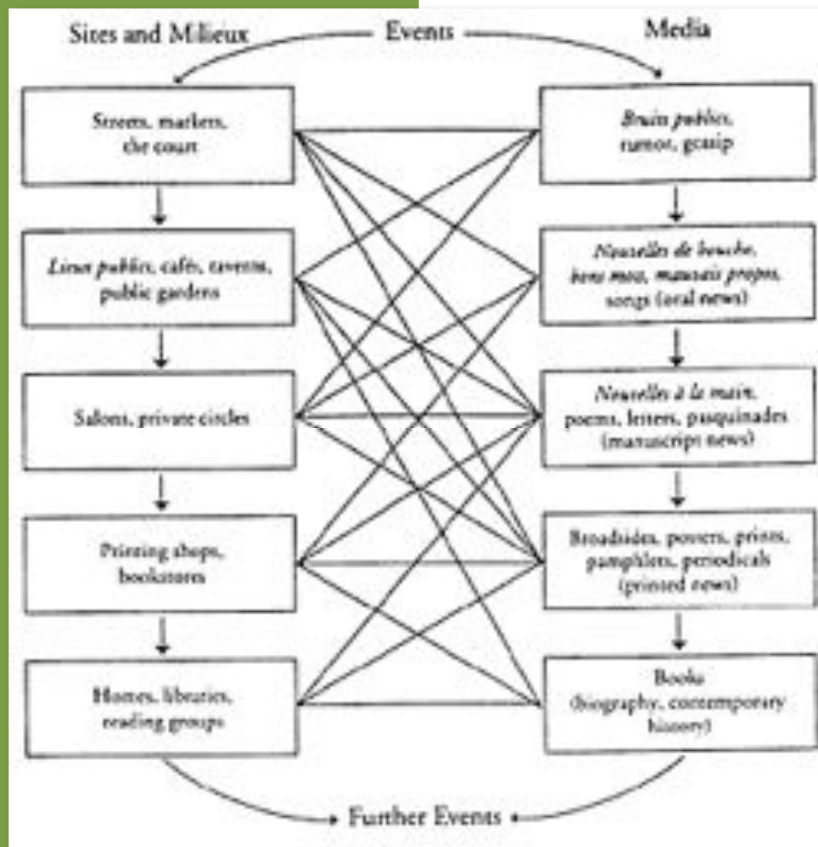 Sites and Milieux
Events
Media
Streets, markets,
the court
Bruits publics,
rumor, gossip
Lieux publics, cafés, taverns,
public gardens
Nouvelles de bouche,
bons mots, mauvais propos,
songs (oral news)
Salons, private circles
Nouvelles à la main,
poems, letters, pasquinades
(manuscript news)
Printing shops,
bookstores
Broadsides, posters, prints,
pamphlets, periodicals
(printed news)
Homes, libraries,
reading groups
Books
(biography, contemporary
history)
Further Events